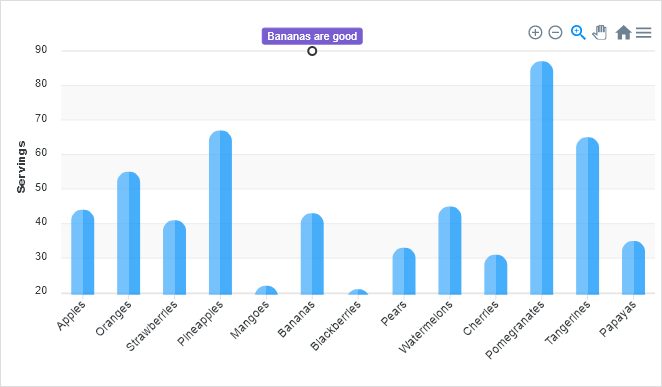 Bananas are good
90
80
70
60
50
40
30
20
Servings
Apples
Oranges
Strawberries
Pineapples
Mangoes
Bananas
Blackberries
Pears
Watermelons
Cherries
Pomegranates
Tangerines
Papayas